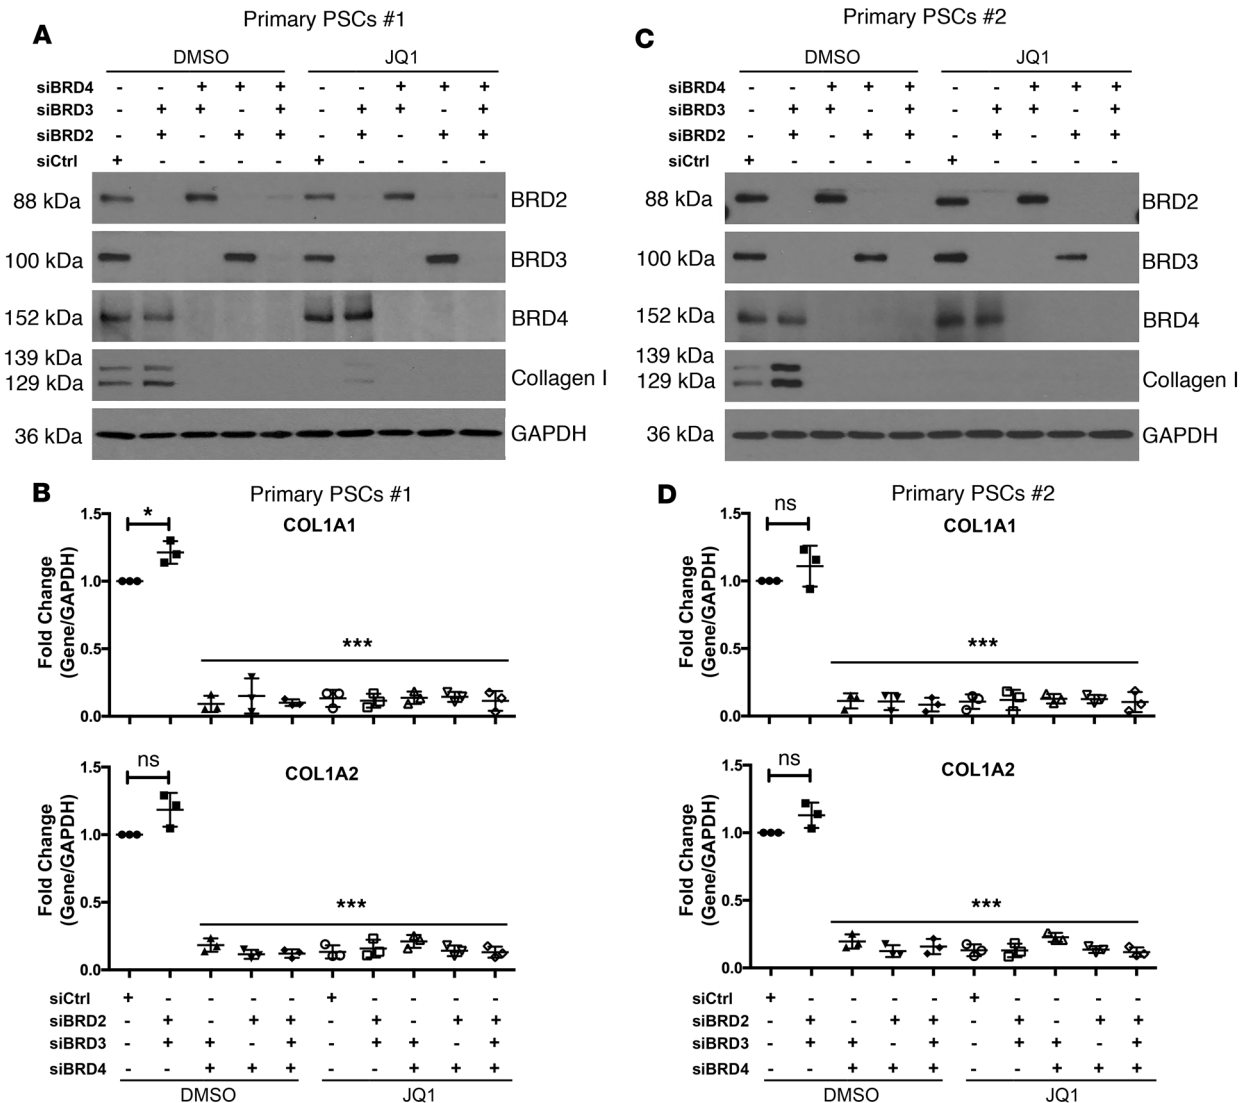 A
Primary PSCs #1
DMSO JQ1
siBRD4 - - + + + - - + + +
siBRD3 - + + - + - + + - +
siBRD2 - + - + + - + - + +
siCtrl + - - - - + - - - -
88 kDa BRD2
100 kDa BRD3
152 kDa BRD4
139 kDa
129 kDa Collagen I
36 kDa GAPDH
C
Primary PSCs #2
DMSO JQ1
siBRD4 - - + + + - - + + +
siBRD3 - + + - + - + + - +
siBRD2 - + - + + - + - + +
siCtrl + - - - - + - - - -
88 kDa BRD2
100 kDa BRD3
152 kDa BRD4
139 kDa
129 kDa Collagen I
36 kDa GAPDH
B
Primary PSCs #1
COL1A1
Fold Change
(Gene/GAPDH)
1.5
1.0
0.5
0.0
*
***
COL1A2
Fold Change
(Gene/GAPDH)
1.5
1.0
0.5
0.0
ns
***
siCtrl + - - - - + - - - -
siBRD2 - + - + + - + - + +
siBRD3 - + + - + - + + - +
siBRD4 - - + + + - - + + +
DMSO JQ1
D
Primary PSCs #2
COL1A1
Fold Change
(Gene/GAPDH)
1.5
1.0
0.5
0.0
ns
***
COL1A2
Fold Change
(Gene/GAPDH)
1.5
1.0
0.5
0.0
ns
***
siCtrl + - - - - + - - - -
siBRD2 - + - + + - + - + +
siBRD3 - + + - + - + + - +
siBRD4 - - + + + - - + + +
DMSO JQ1